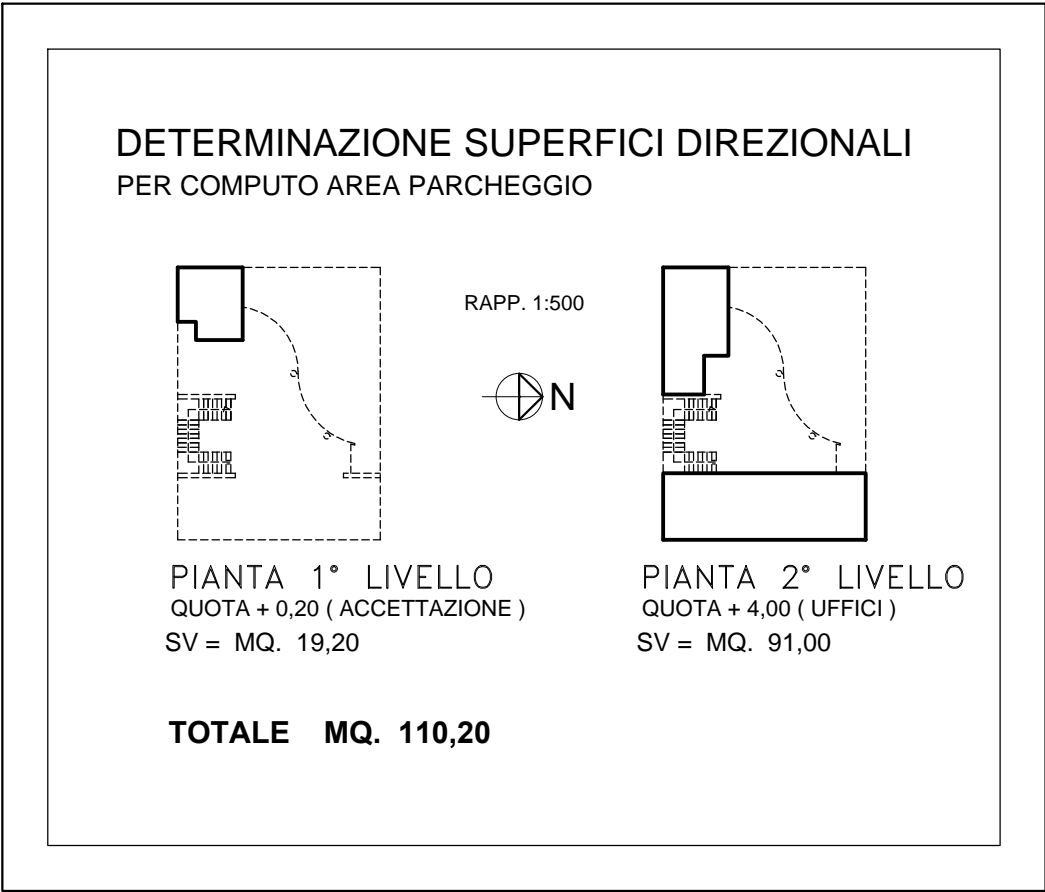 DETERMINAZIONE SUPERFICI DIREZIONALI
PER COMPUTO AREA PARCHEGGIO
RAPP. 1:500
N
PIANTA 1° LIVELLO
QUOTA + 0,20 ( ACCETTAZIONE )
SV = MQ. 19,20
PIANTA 2° LIVELLO
QUOTA + 4,00 ( UFFICI )
SV = MQ. 91,00
TOTALE MQ. 110,20